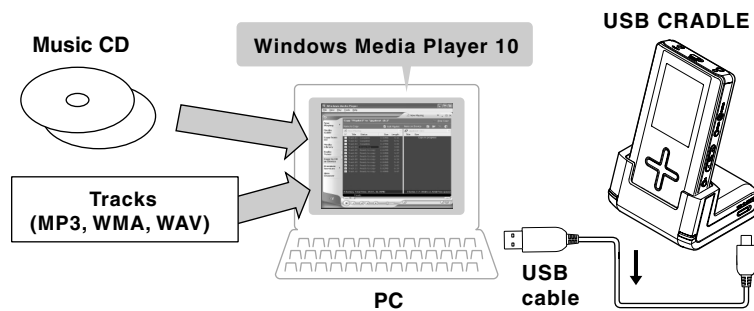 USB CRADLE
Music CD
Windows Media Player 10
Tracks
(MP3, WMA, WAV)
USB
cable
PC